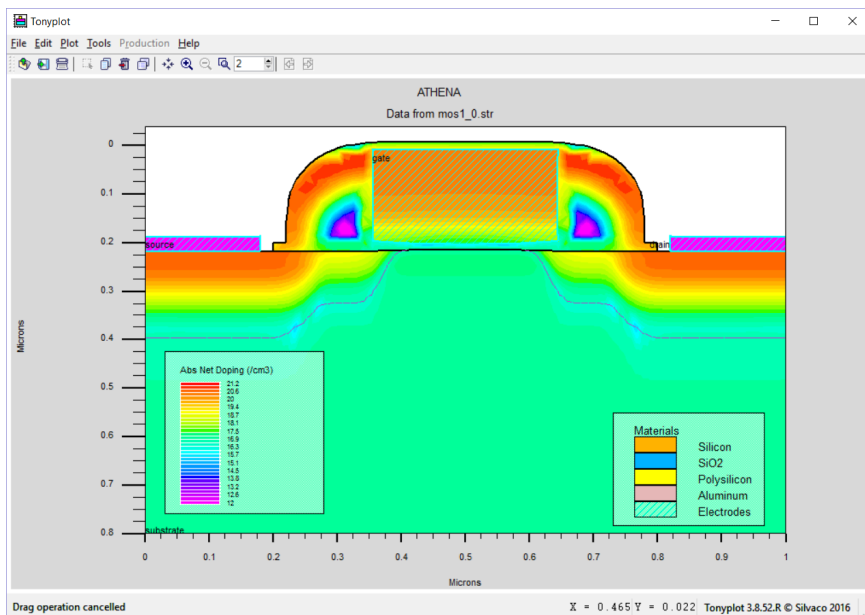 Tonyplot
File Edit Plot Tools Production Help
2
ATHENA
Data from mos1_0.str
gate
source
drain
substrate
0
0.1
0.2
0.3
0.4
0.5
0.6
0.7
0.8
Microns
0
0.1
0.2
0.3
0.4
0.5
0.6
0.7
0.8
0.9
1
Microns
Abs Net Doping (/cm3)
21.2
20.6
20
19.4
18.7
18.1
17.5
16.9
16.3
15.7
15.1
14.5
13.8
13.2
12.6
12
Materials
Silicon
SiO2
Polysilicon
Aluminum
Electrodes
Drag operation cancelled
X = 0.465 Y = 0.022
Tonyplot 3.8.52.R © Silvaco 2016